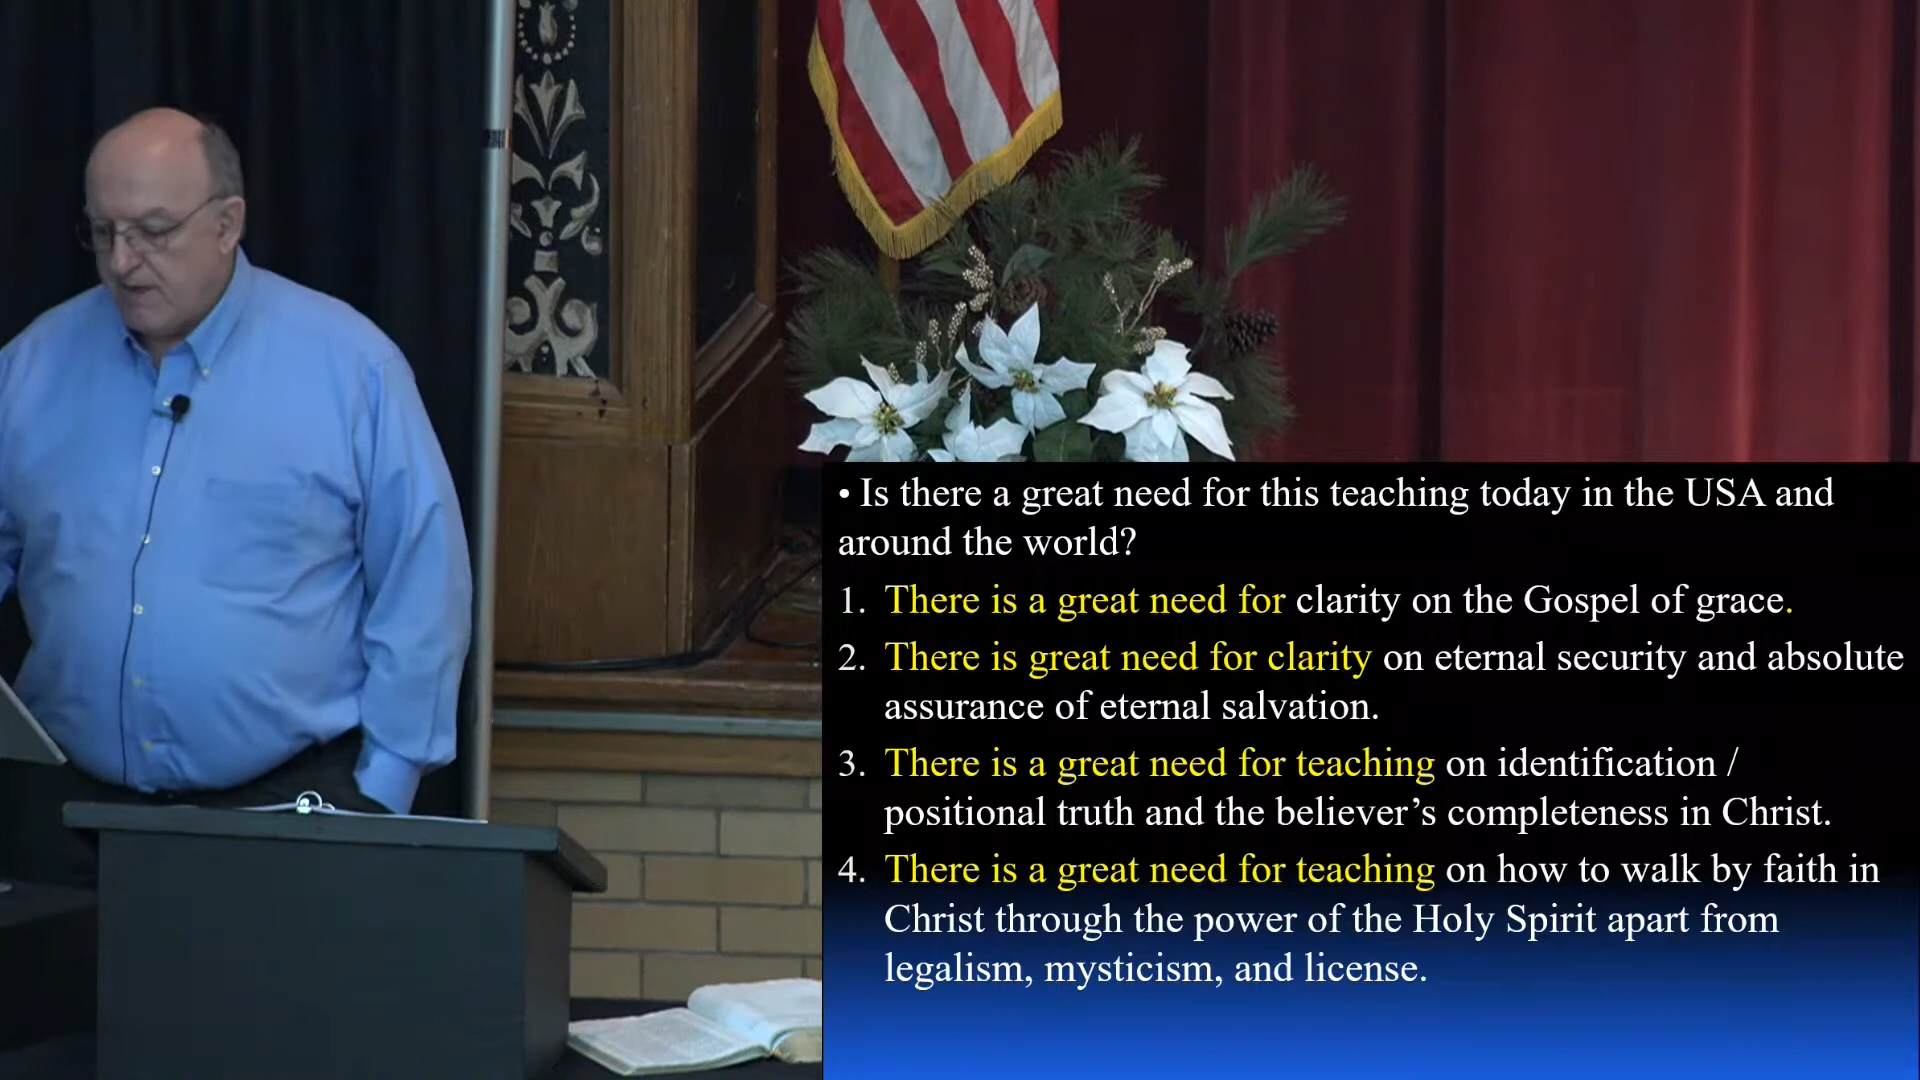 • Is there a great need for this teaching today in the USA and
around the world?
1. There is a great need for clarity on the Gospel of grace.
2. There is great need for clarity on eternal security and absolute
assurance of eternal salvation.
3. There is a great need for teaching on identification /
positional truth and the believer’s completeness in Christ.
4. There is a great need for teaching on how to walk by faith in
Christ through the power of the Holy Spirit apart from
legalism, mysticism, and license.